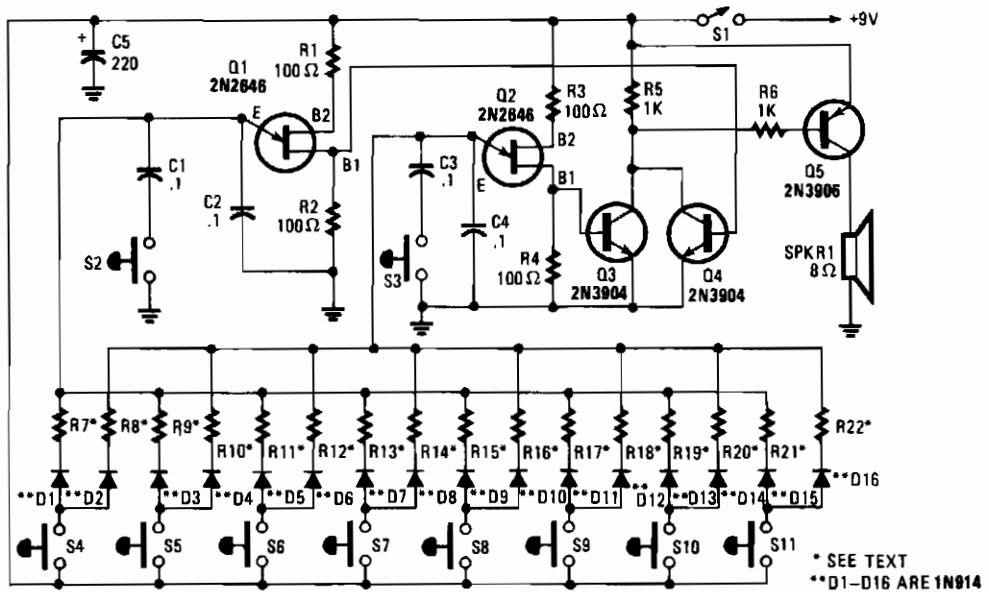 +9V
S1
+
C5
220
R1
100Ω
Q1
2N2646
E
B2
B1
R3
100Ω
Q2
2N2646
B2
B1
E
R5
1K
R6
1K
Q5
2N3906
C1
.1
C2
.1
R2
100Ω
C3
.1
C4
.1
R4
100Ω
Q3
2N3904
Q4
2N3904
SPKR1
8Ω
S2
S3
R7*
R8*
R9*
R10*
R11*
R12*
R13*
R14*
R15*
R16*
R17*
R18*
R19*
R20*
R21*
R22*
**D1
**D2
**D3
**D4
**D5
**D6
**D7
**D8
**D9
**D10
**D11
**D12
**D13
**D14
**D15
**D16
S4
S5
S6
S7
S8
S9
S10
S11
* SEE TEXT
**D1–D16 ARE 1N914